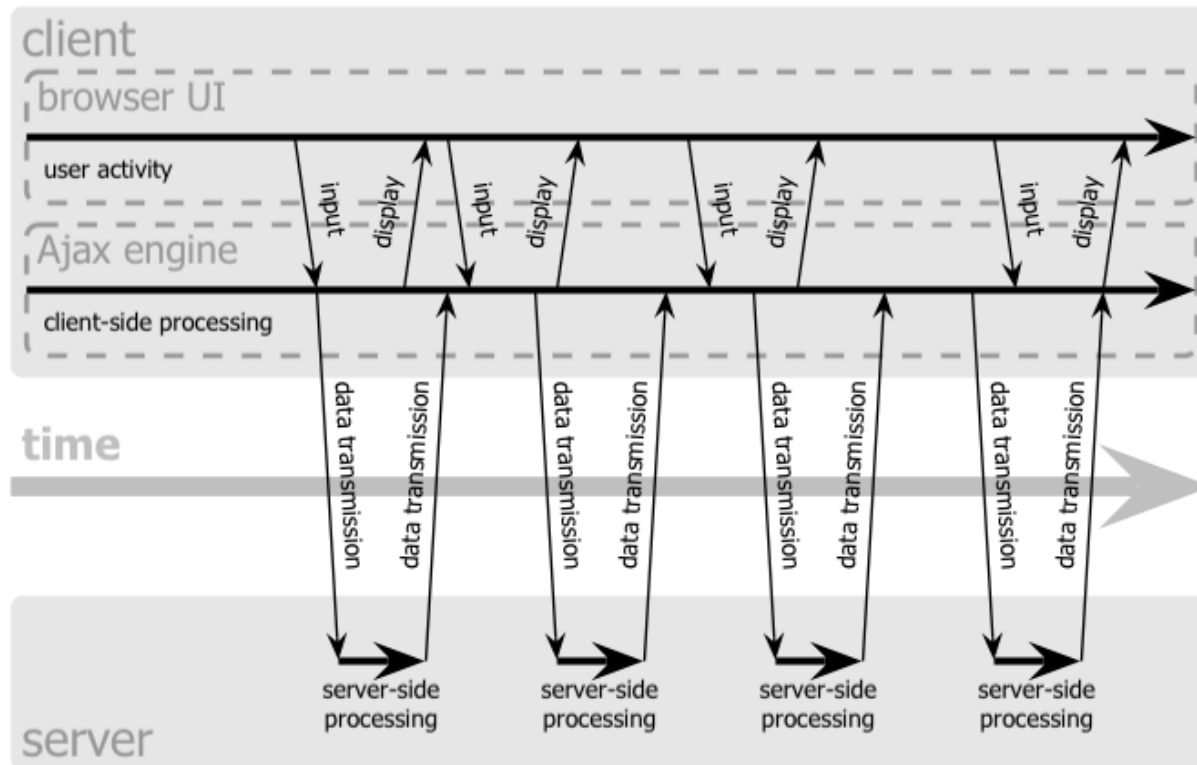 client
browser UI
user activity
input
display
input
display
input
display
input
display
Ajax engine
client-side processing
data transmission
data transmission
data transmission
data transmission
data transmission
data transmission
data transmission
data transmission
time
server-side
processing
server-side
processing
server-side
processing
server-side
processing
server